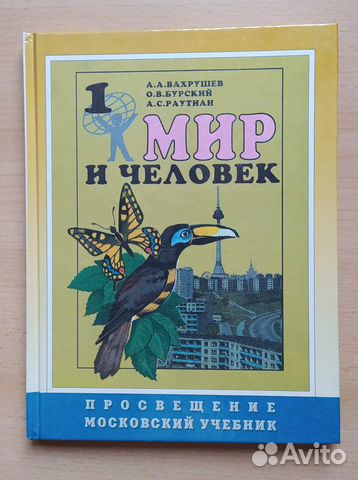 1
А.А.ВАХРУШЕВ
О.В.БУРСКИЙ
А.С.РАУТИАН
МИР
И ЧЕЛОВЕК
ПРОСВЕЩЕНИЕ
МОСКОВСКИЙ УЧЕБНИК
Avito